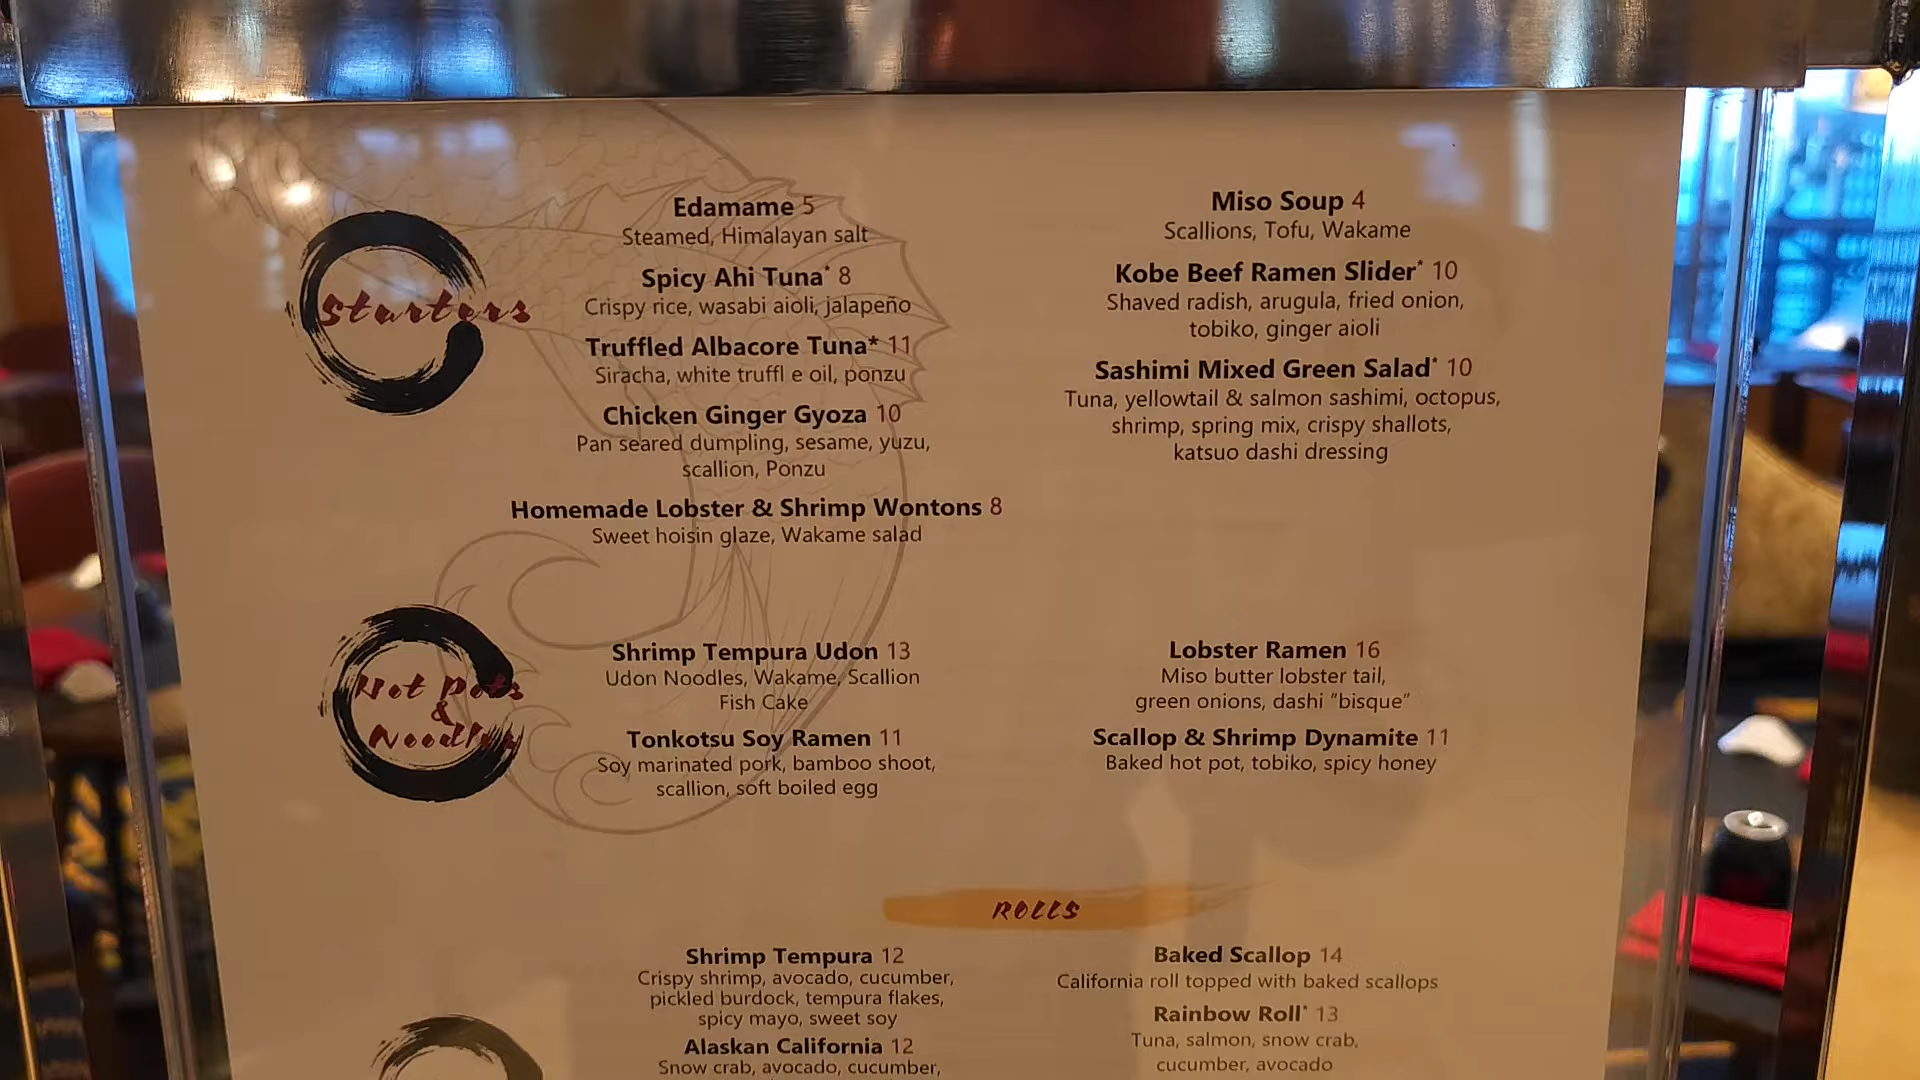 Starters
Edamame 5
Steamed, Himalayan salt
Spicy Ahi Tuna* 8
Crispy rice, wasabi aioli, jalapeño
Truffled Albacore Tuna* 11
Siracha, white truffl e oil, ponzu
Chicken Ginger Gyoza 10
Pan seared dumpling, sesame, yuzu,
scallion, Ponzu
Homemade Lobster & Shrimp Wontons 8
Sweet hoisin glaze, Wakame salad
Miso Soup 4
Scallions, Tofu, Wakame
Kobe Beef Ramen Slider* 10
Shaved radish, arugula, fried onion,
tobiko, ginger aioli
Sashimi Mixed Green Salad* 10
Tuna, yellowtail & salmon sashimi, octopus,
shrimp, spring mix, crispy shallots,
katsuo dashi dressing
Hot Pots
&
Noodles
Shrimp Tempura Udon 13
Udon Noodles, Wakame, Scallion
Fish Cake
Tonkotsu Soy Ramen 11
Soy marinated pork, bamboo shoot,
scallion, soft boiled egg
Lobster Ramen 16
Miso butter lobster tail,
green onions, dashi "bisque"
Scallop & Shrimp Dynamite 11
Baked hot pot, tobiko, spicy honey
ROLLS
Shrimp Tempura 12
Crispy shrimp, avocado, cucumber,
pickled burdock, tempura flakes,
spicy mayo, sweet soy
Alaskan California 12
Snow crab, avocado, cucumber,
Baked Scallop 14
California roll topped with baked scallops
Rainbow Roll* 13
Tuna, salmon, snow crab,
cucumber, avocado